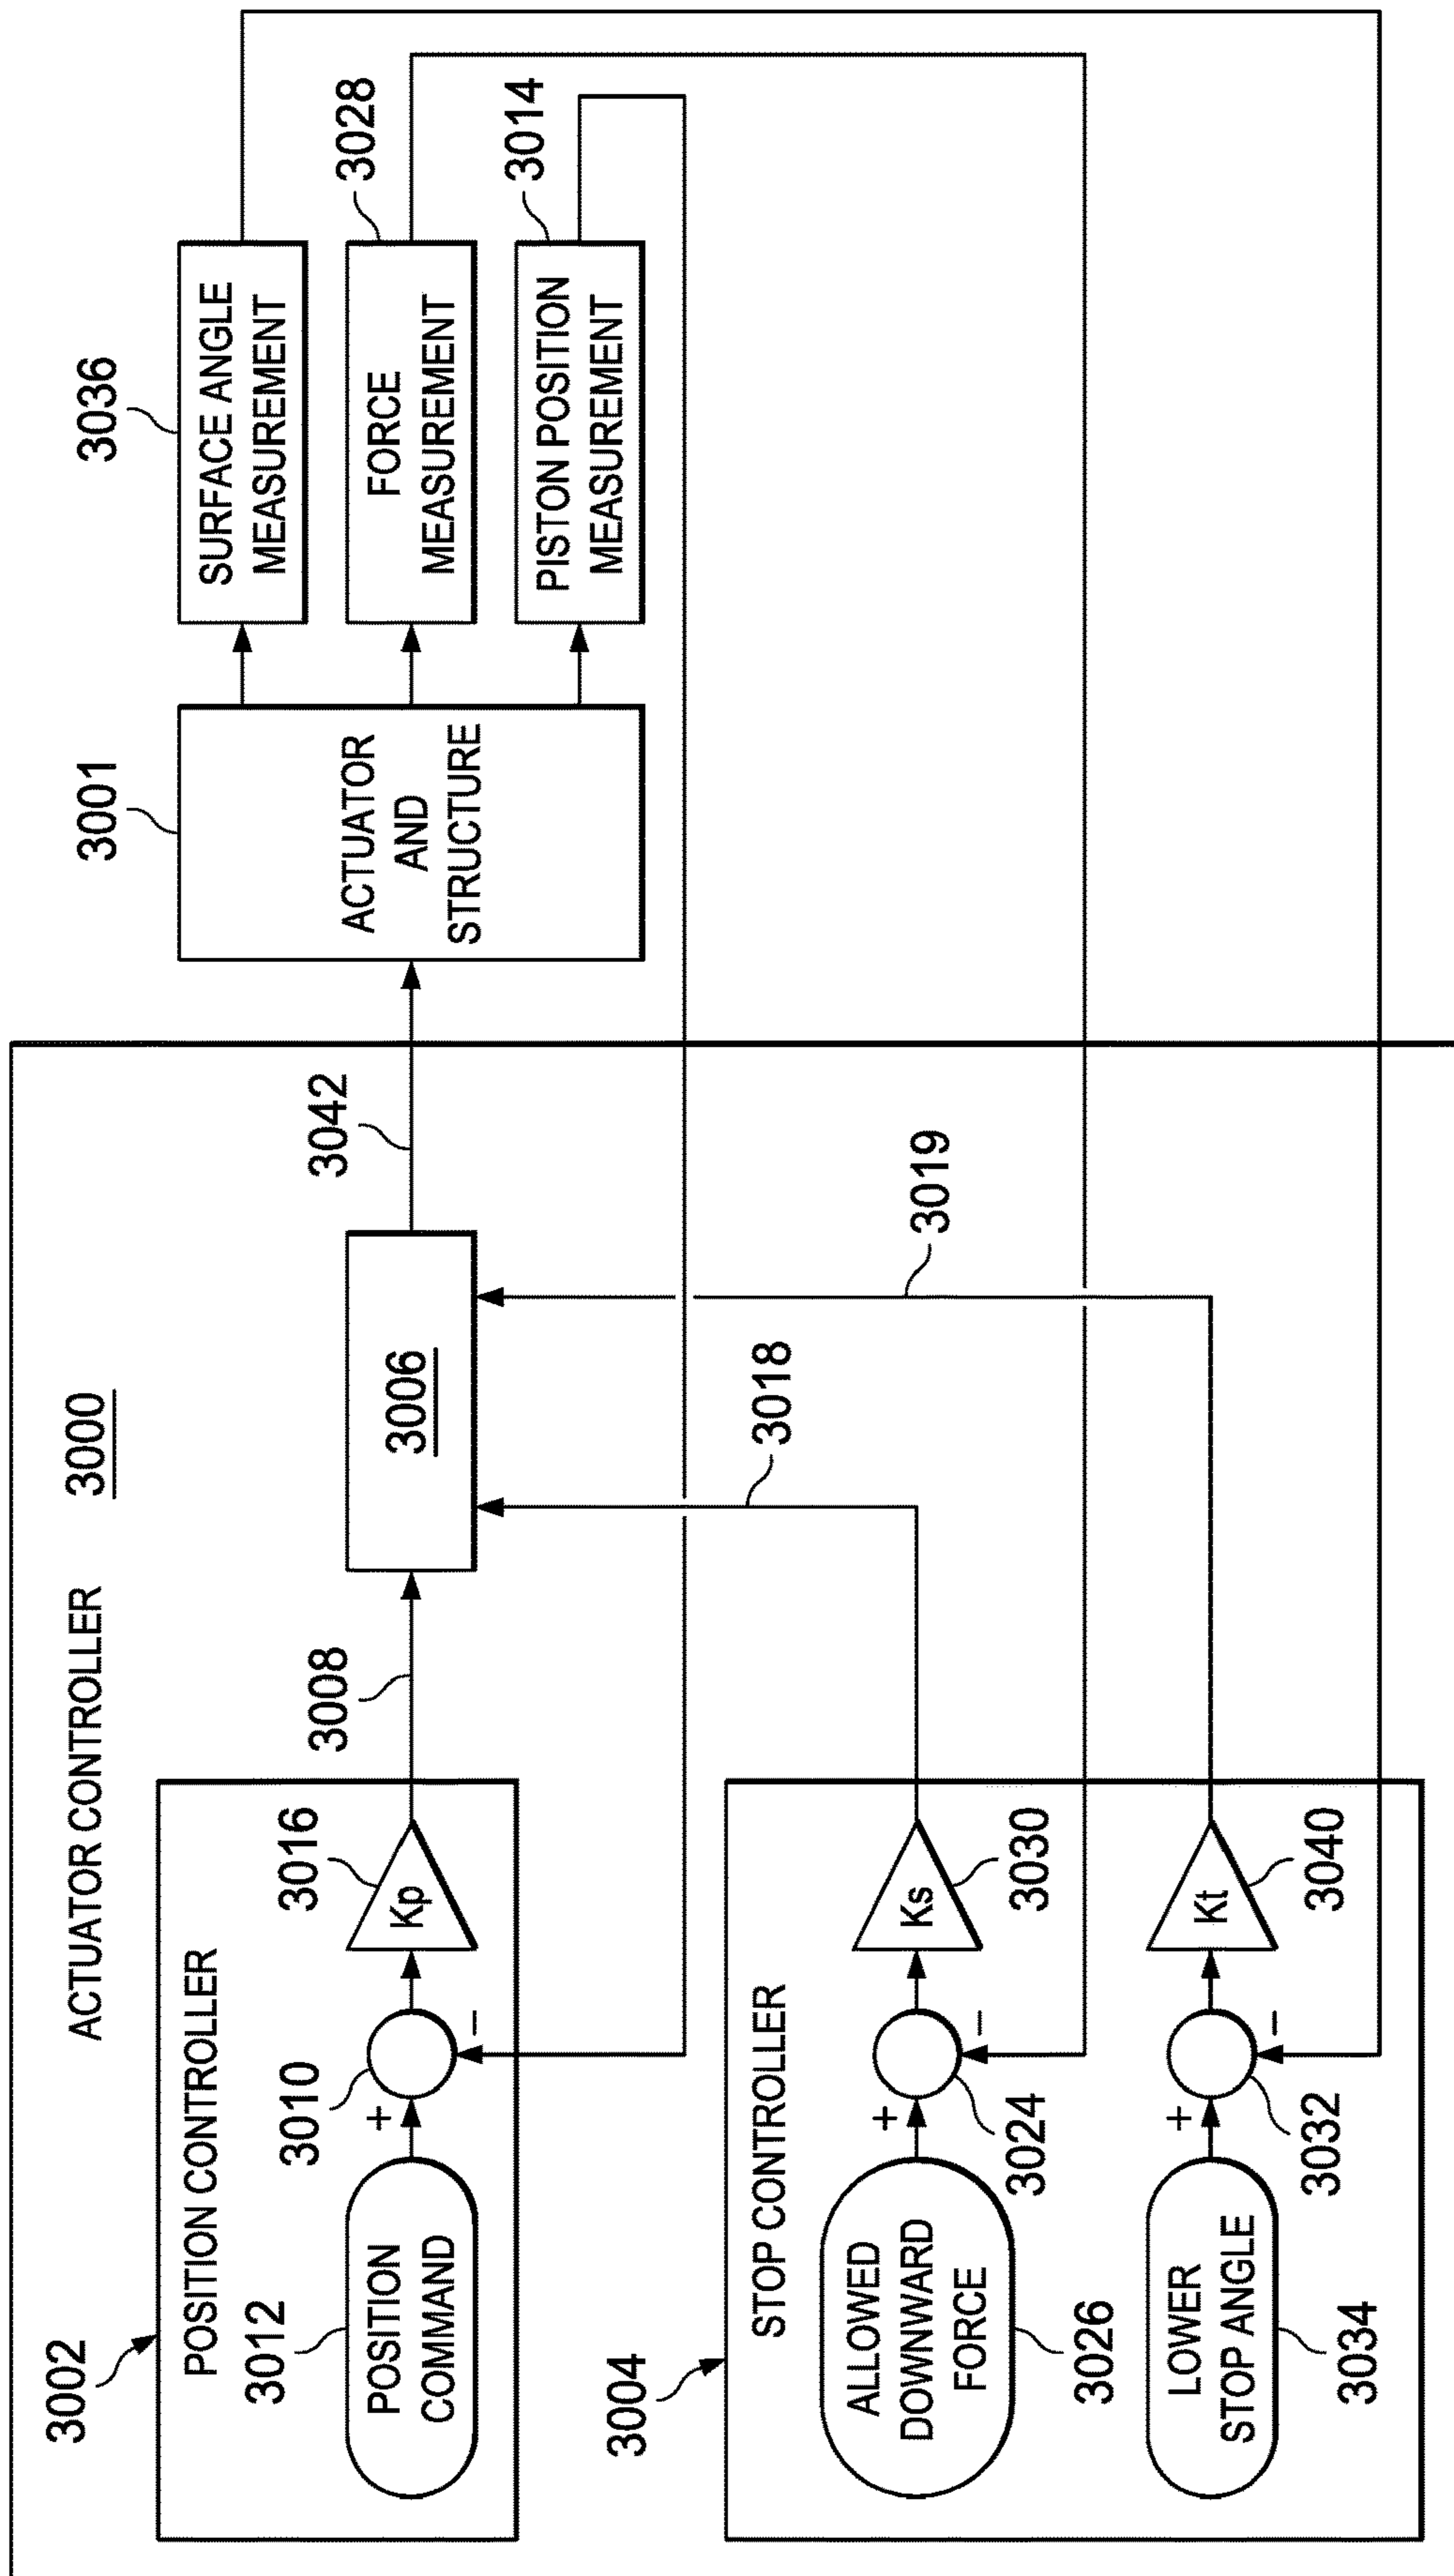 ACTUATOR CONTROLLER 3000
3002
POSITION CONTROLLER
3012
POSITION
COMMAND
+
3010
−
Kp
3016
3008
3006
3042
3001
ACTUATOR
AND
STRUCTURE
3036
SURFACE ANGLE
MEASUREMENT
3028
FORCE
MEASUREMENT
3014
PISTON POSITION
MEASUREMENT
3004
STOP CONTROLLER
ALLOWED
DOWNWARD
FORCE
3026
+
−
3024
Ks
3030
3018
3019
LOWER
STOP ANGLE
3034
+
−
3032
Kt
3040